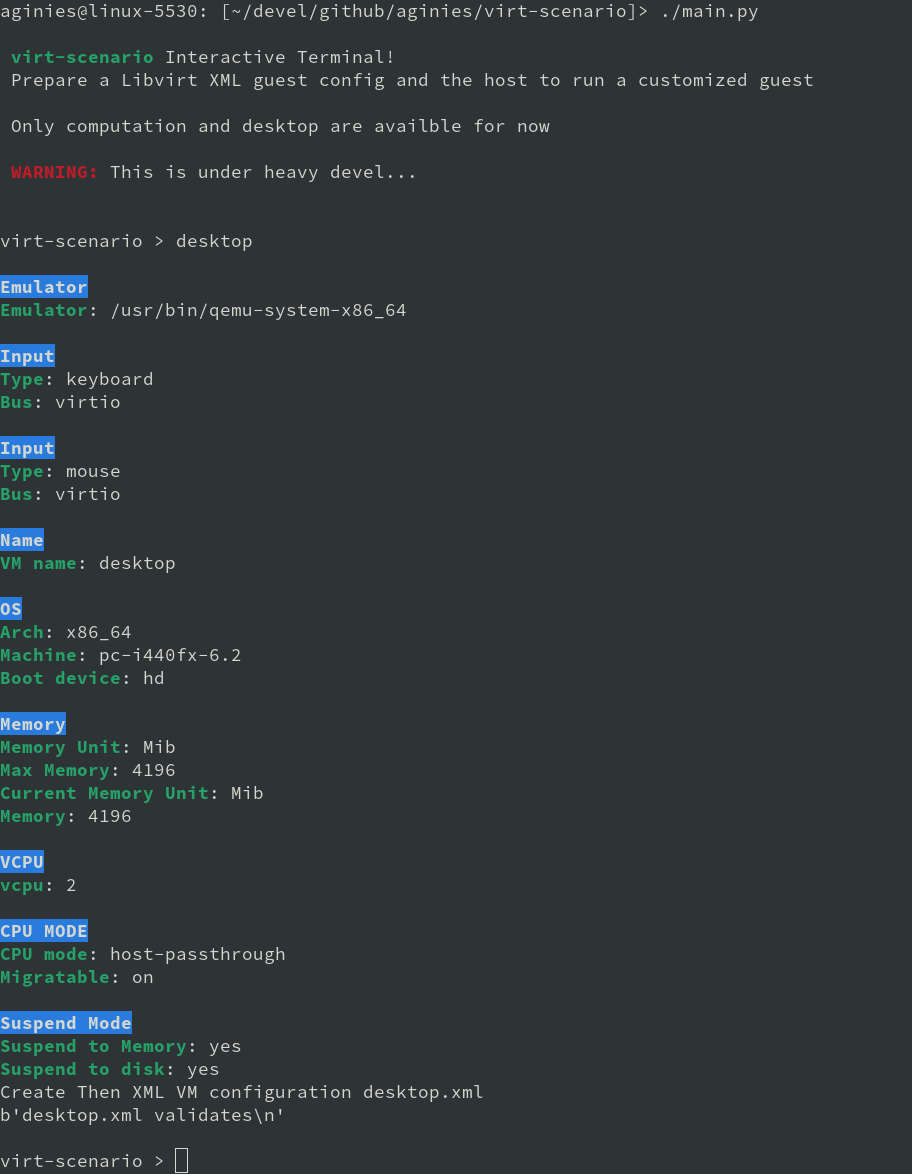 aginies@linux-5530: [~/devel/github/aginies/virt-scenario]> ./main.py
virt-scenario Interactive Terminal!
Prepare a Libvirt XML guest config and the host to run a customized guest
Only computation and desktop are availble for now
WARNING: This is under heavy devel...
virt-scenario > desktop
Emulator
Emulator: /usr/bin/qemu-system-x86_64
Input
Type: keyboard
Bus: virtio
Input
Type: mouse
Bus: virtio
Name
VM name: desktop
OS
Arch: x86_64
Machine: pc-i440fx-6.2
Boot device: hd
Memory
Memory Unit: Mib
Max Memory: 4196
Current Memory Unit: Mib
Memory: 4196
VCPU
vcpu: 2
CPU MODE
CPU mode: host-passthrough
Migratable: on
Suspend Mode
Suspend to Memory: yes
Suspend to disk: yes
Create Then XML VM configuration desktop.xml
b'desktop.xml validates\n'
virt-scenario >